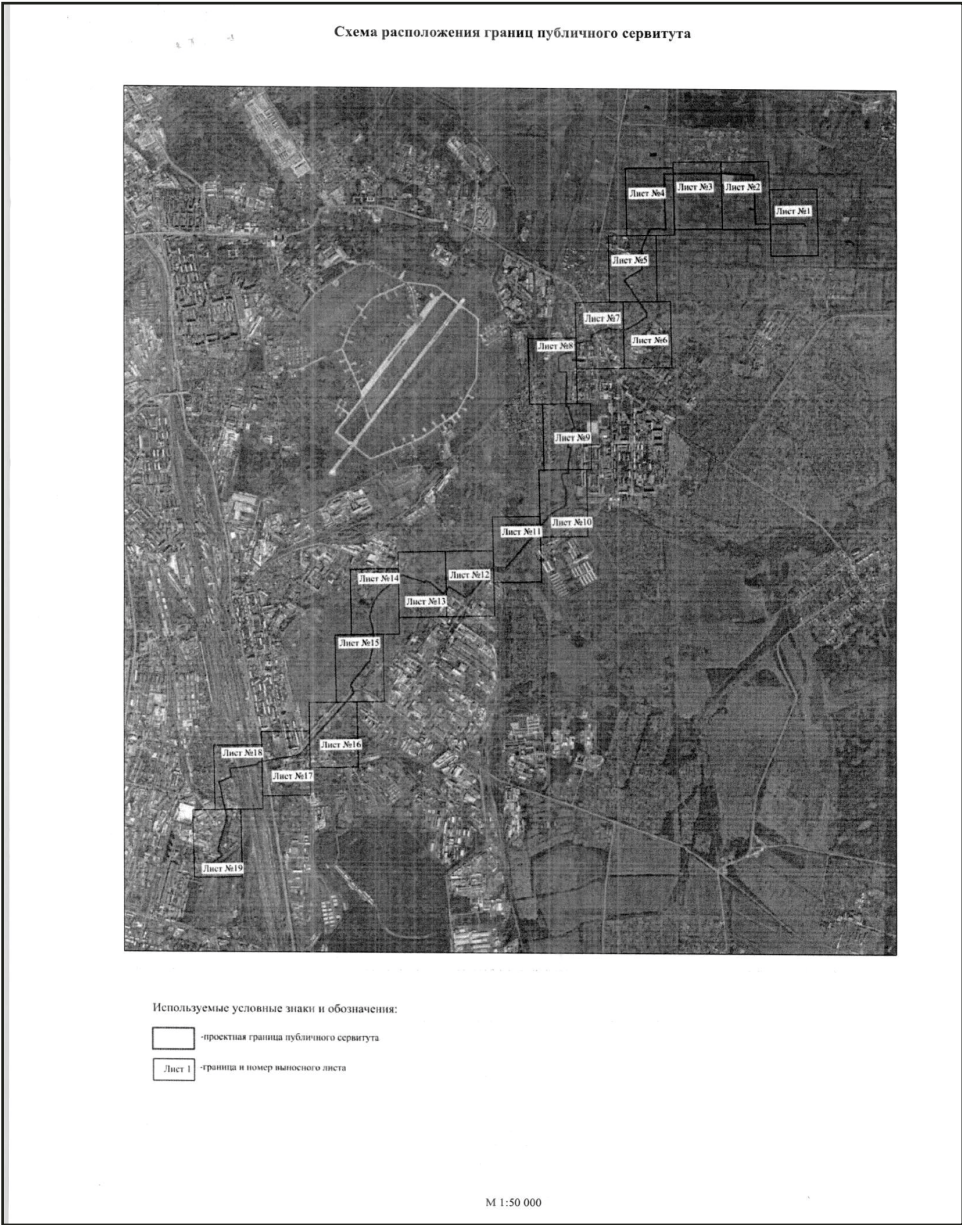 Схема расположения границ публичного сервитута
Лист №4
Лист №3
Лист №2
Лист №1
Лист №5
Лист №7
Лист №6
Лист №8
Лист №9
Лист №10
Лист №11
Лист №12
Лист №14
Лист №13
Лист №15
Лист №16
Лист №18
Лист №17
Лист №19
Используемые условные знаки и обозначения:
-проектная граница публичного сервитута
Лист 1 -граница и номер выносного листа
М 1:50 000